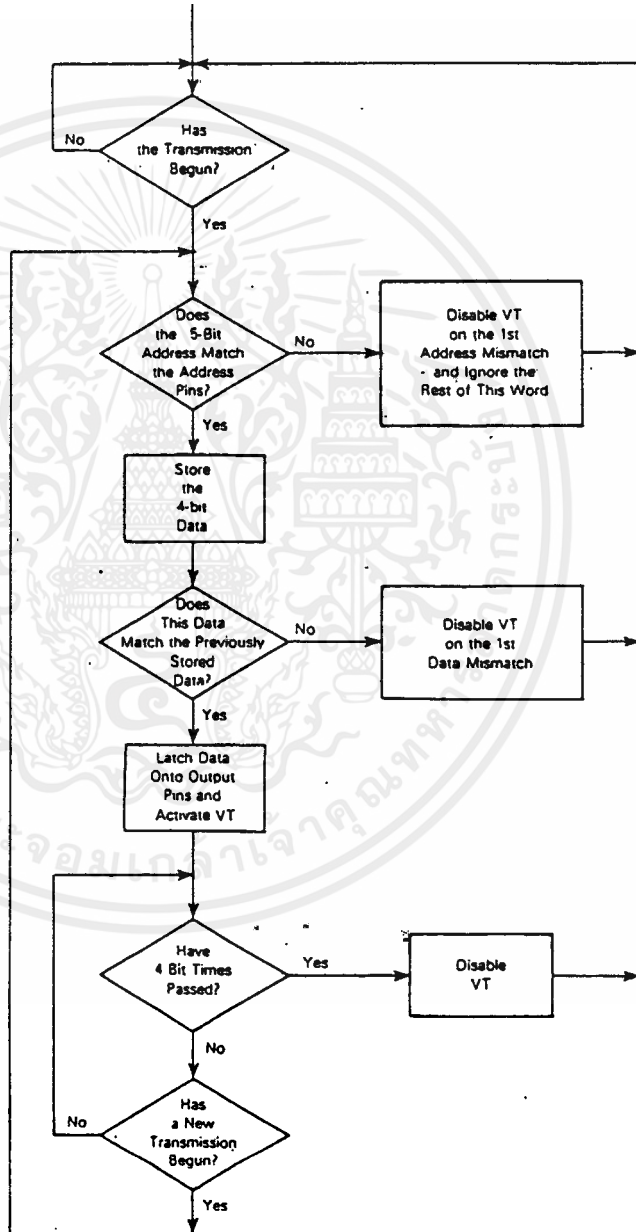 Has
the Transmission
Begun?
No
Yes
Does
the 5-Bit
Address Match
the Address
Pins?
No
Disable VT
on the 1st
Address Mismatch
and Ignore the
Rest of This Word
Yes
Store
the
4-bit
Data
Does
This Data
Match the Previously
Stored
Data?
No
Disable VT
on the 1st
Data Mismatch
Yes
Latch Data
Onto Output
Pins and
Activate VT
Have
4 Bit Times
Passed?
Yes
Disable
VT
No
Has
a New
Transmission
Begun?
No
Yes